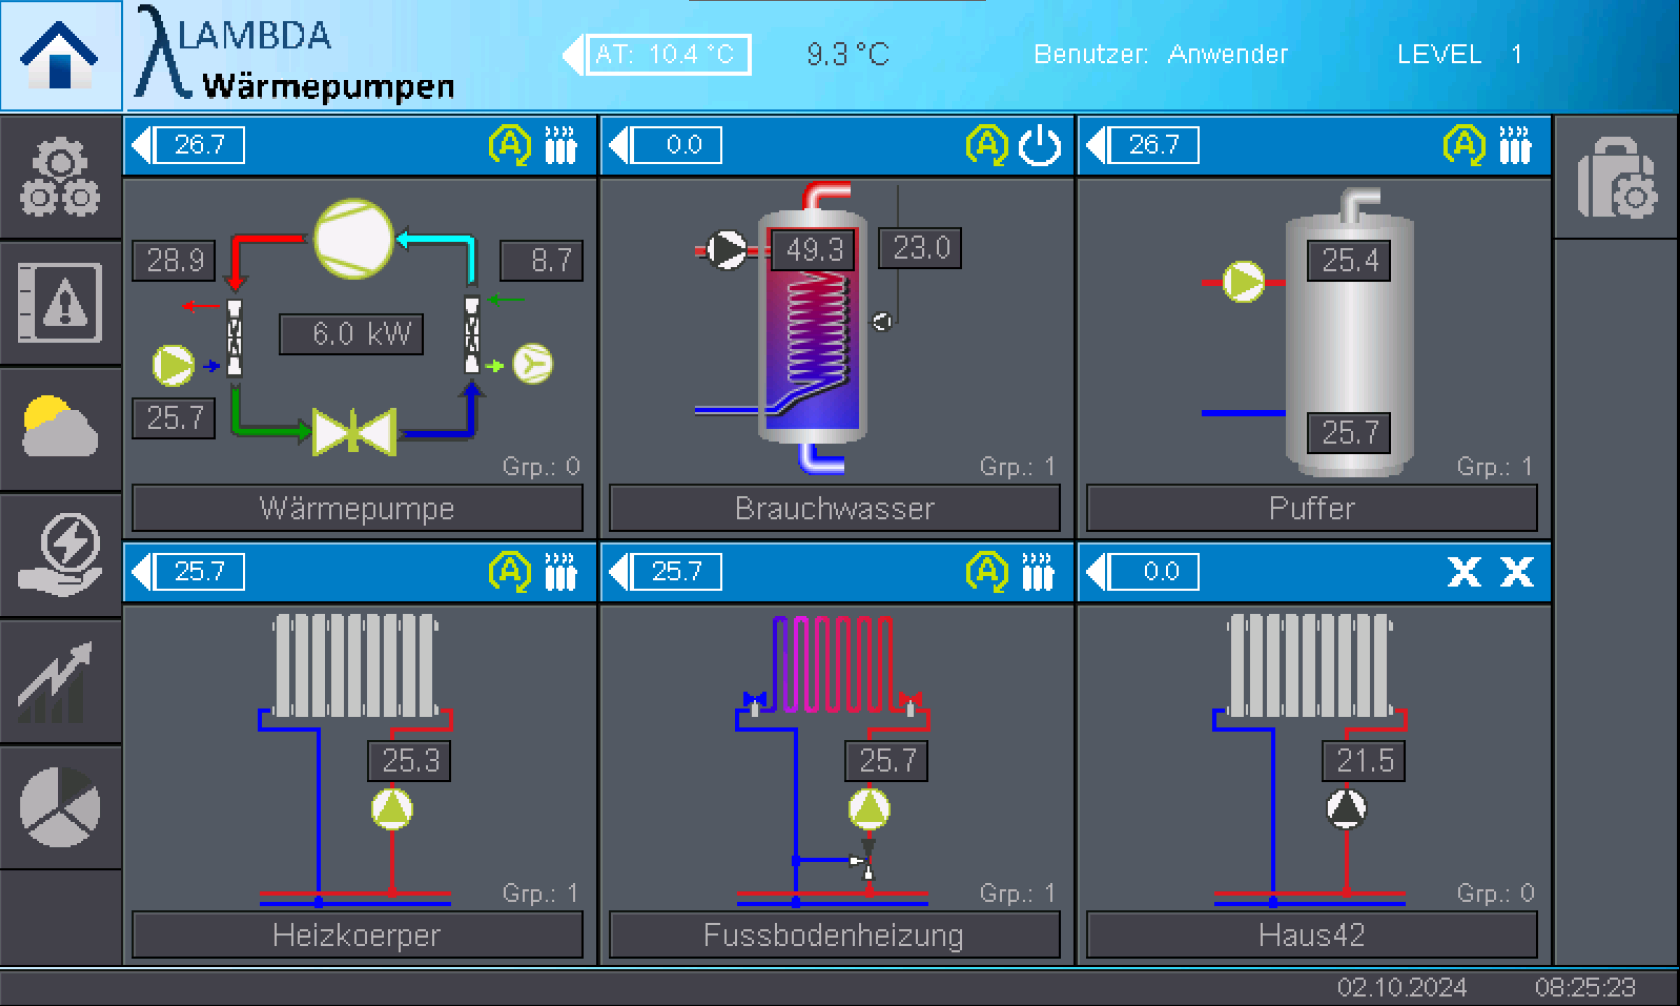 LAMBDA
Wärmepumpen
AT: 10.4 °C
9.3 °C
Benutzer: Anwender
LEVEL 1
26.7
0.0
26.7
28.9
8.7
6.0 kW
25.7
Grp.: 0
Wärmepumpe
49.3
23.0
Grp.: 1
Brauchwasser
25.4
25.7
Grp.: 1
Puffer
25.7
25.7
0.0
25.3
Grp.: 1
Heizkoerper
25.7
Grp.: 1
Fussbodenheizung
21.5
Grp.: 0
Haus42
02.10.2024 08:25:23